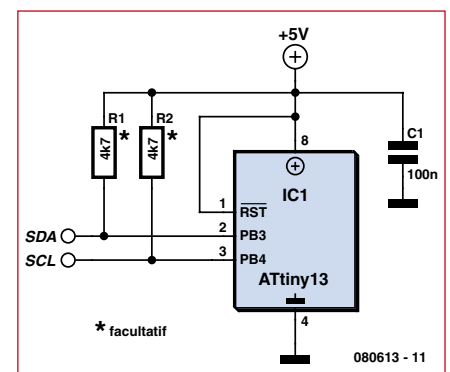 +5V
R1
*
4k7
R2
*
4k7
C1
100n
8
IC1
1
RST
2
PB3
3
PB4
ATtiny13
4
SDA
SCL
* facultatif
080613 - 11